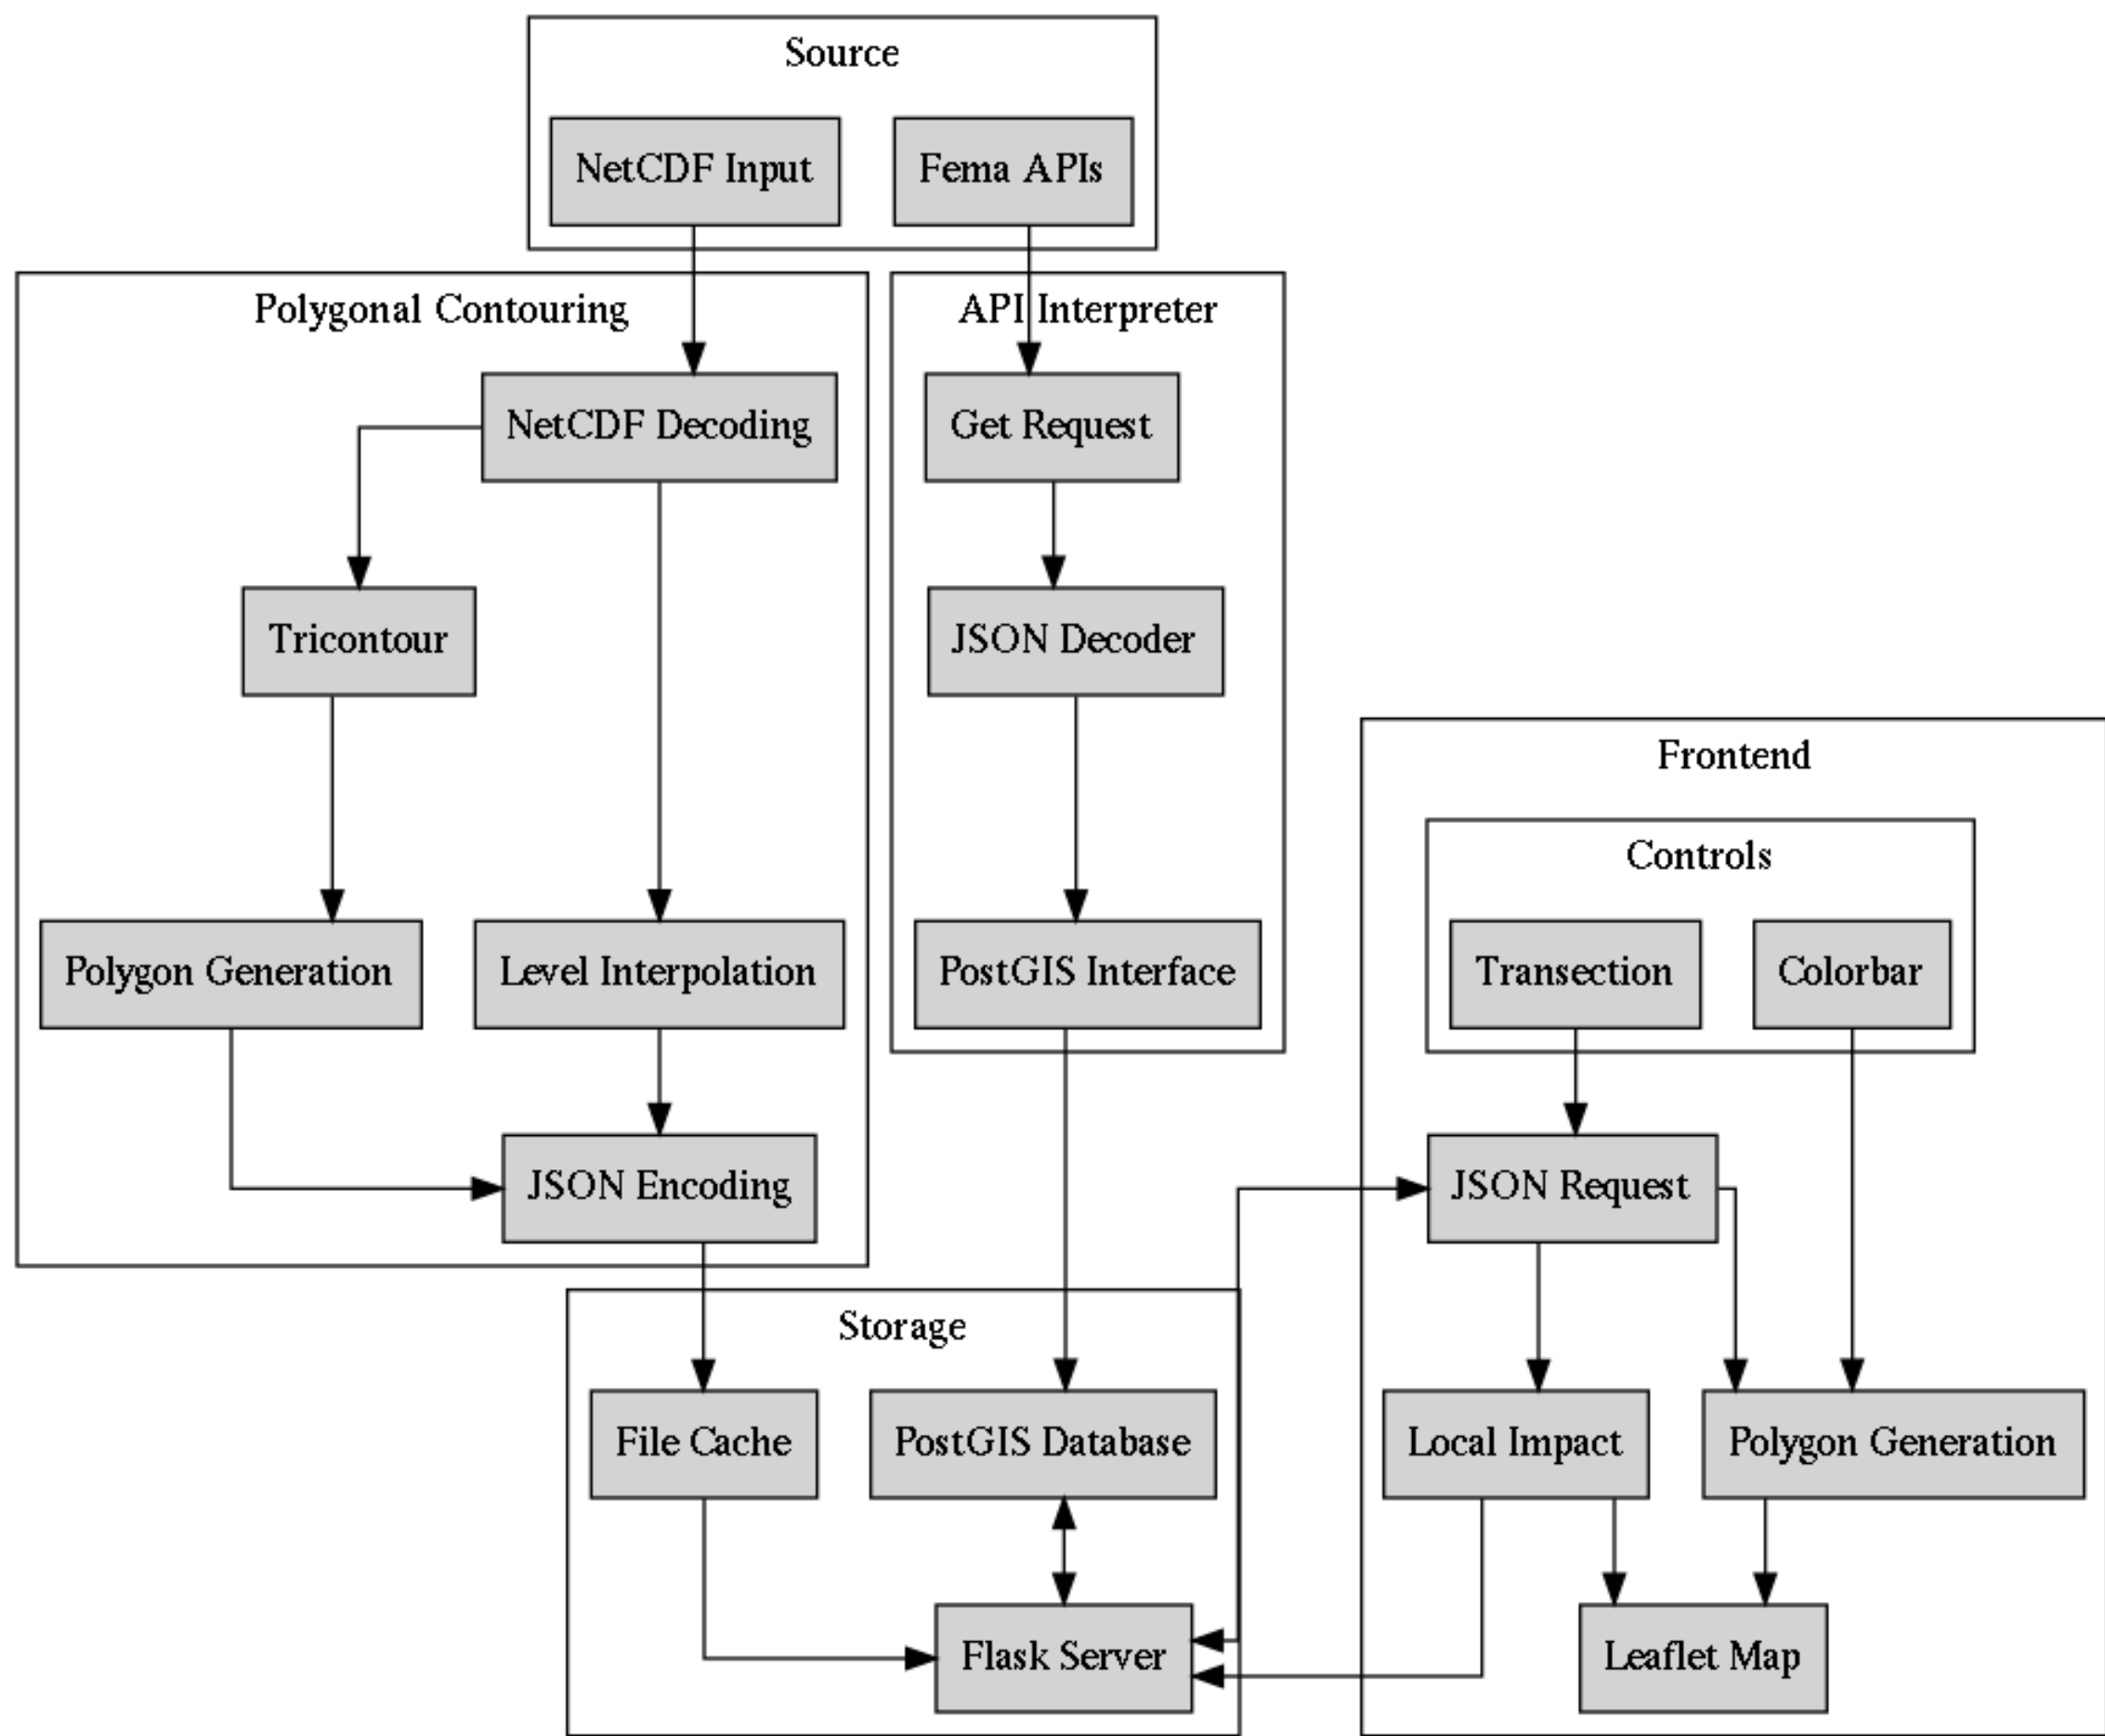 Source
NetCDF Input
Fema APIs
Polygonal Contouring
API Interpreter
NetCDF Decoding
Get Request
Tricontour
JSON Decoder
Frontend
Controls
Polygon Generation
Level Interpolation
PostGIS Interface
Transection
Colorbar
JSON Encoding
JSON Request
Storage
File Cache
PostGIS Database
Local Impact
Polygon Generation
Flask Server
Leaflet Map